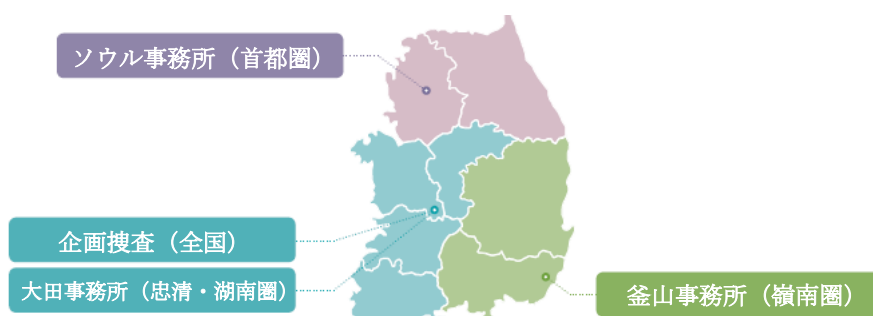 ソウル事務所（首都圏）
企画捜査（全国）
大田事務所（忠清・湖南圏）
釜山事務所（嶺南圏）